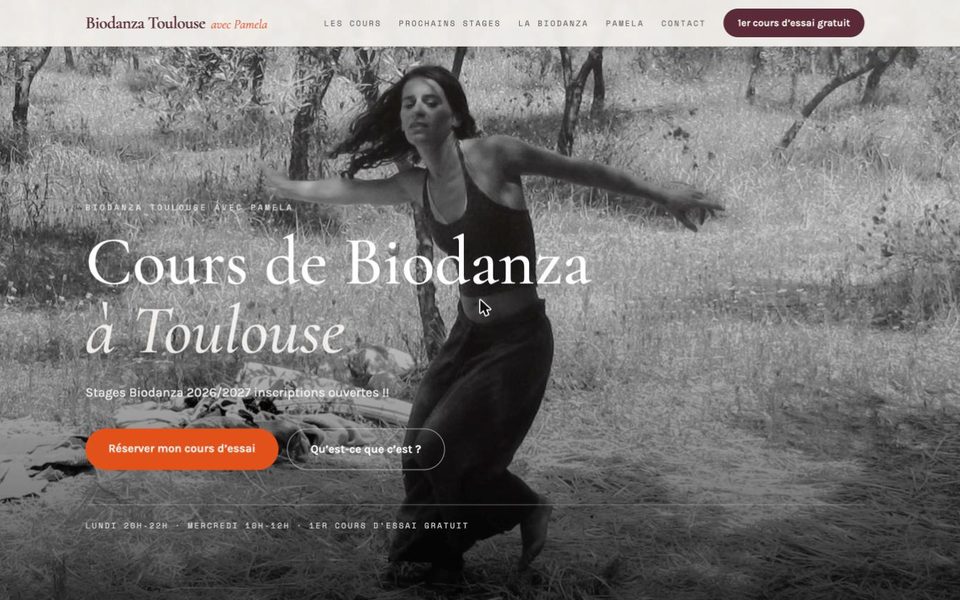 Biodanza Toulouse avec Pamela
LES COURS
PROCHAINS STAGES
LA BIODANZA
PAMELA
CONTACT
1er cours d'essai gratuit
BIODANZA TOULOUSE AVEC PAMELA
Cours de Biodanza
à Toulouse
Stages Biodanza 2026/2027 inscriptions ouvertes !!
Réserver mon cours d'essai
Qu'est-ce que c'est ?
LUNDI 20H-22H · MERCREDI 10H-12H · 1ER COURS D'ESSAI GRATUIT